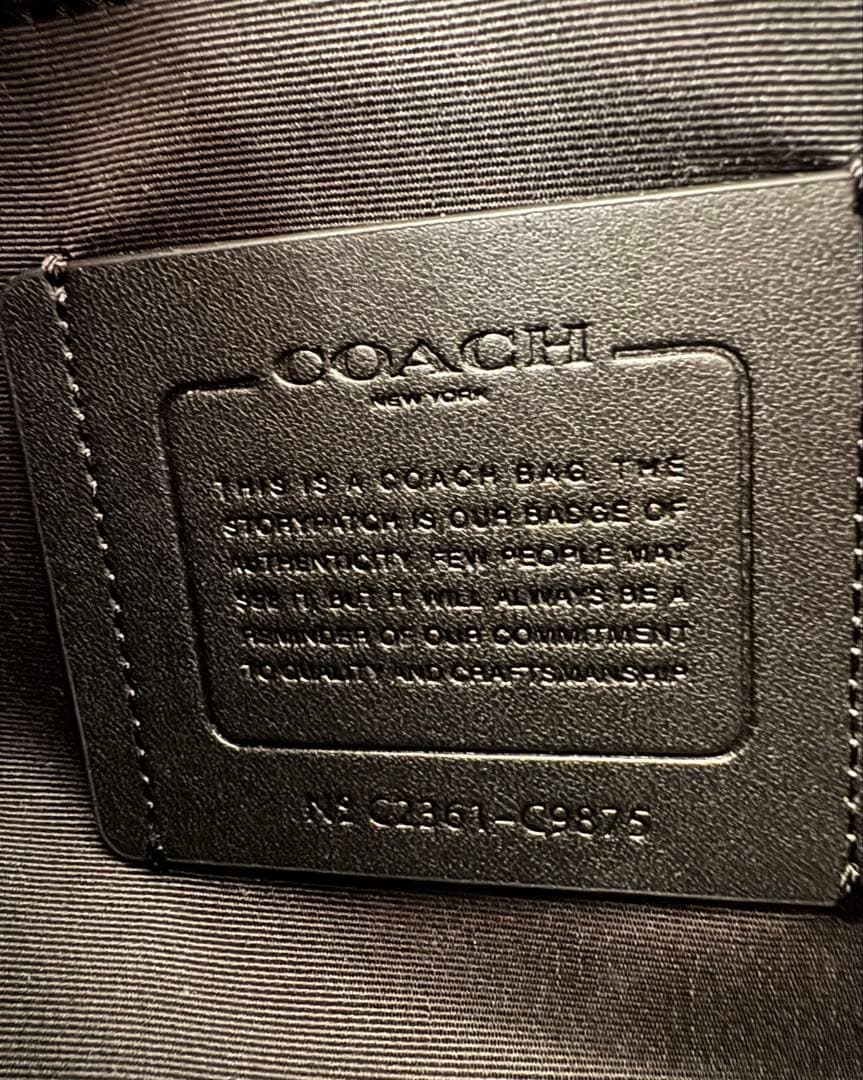 COACH
NEW YORK
THIS IS A COACH BAG. THE
STORYPATCH IS OUR BADGE OF
AUTHENTICITY. FEW PEOPLE MAY
SEE IT, BUT IT WILL ALWAYS BE A
REMINDER OF OUR COMMITMENT
TO QUALITY AND CRAFTSMANSHIP
Nº C2361-C9875